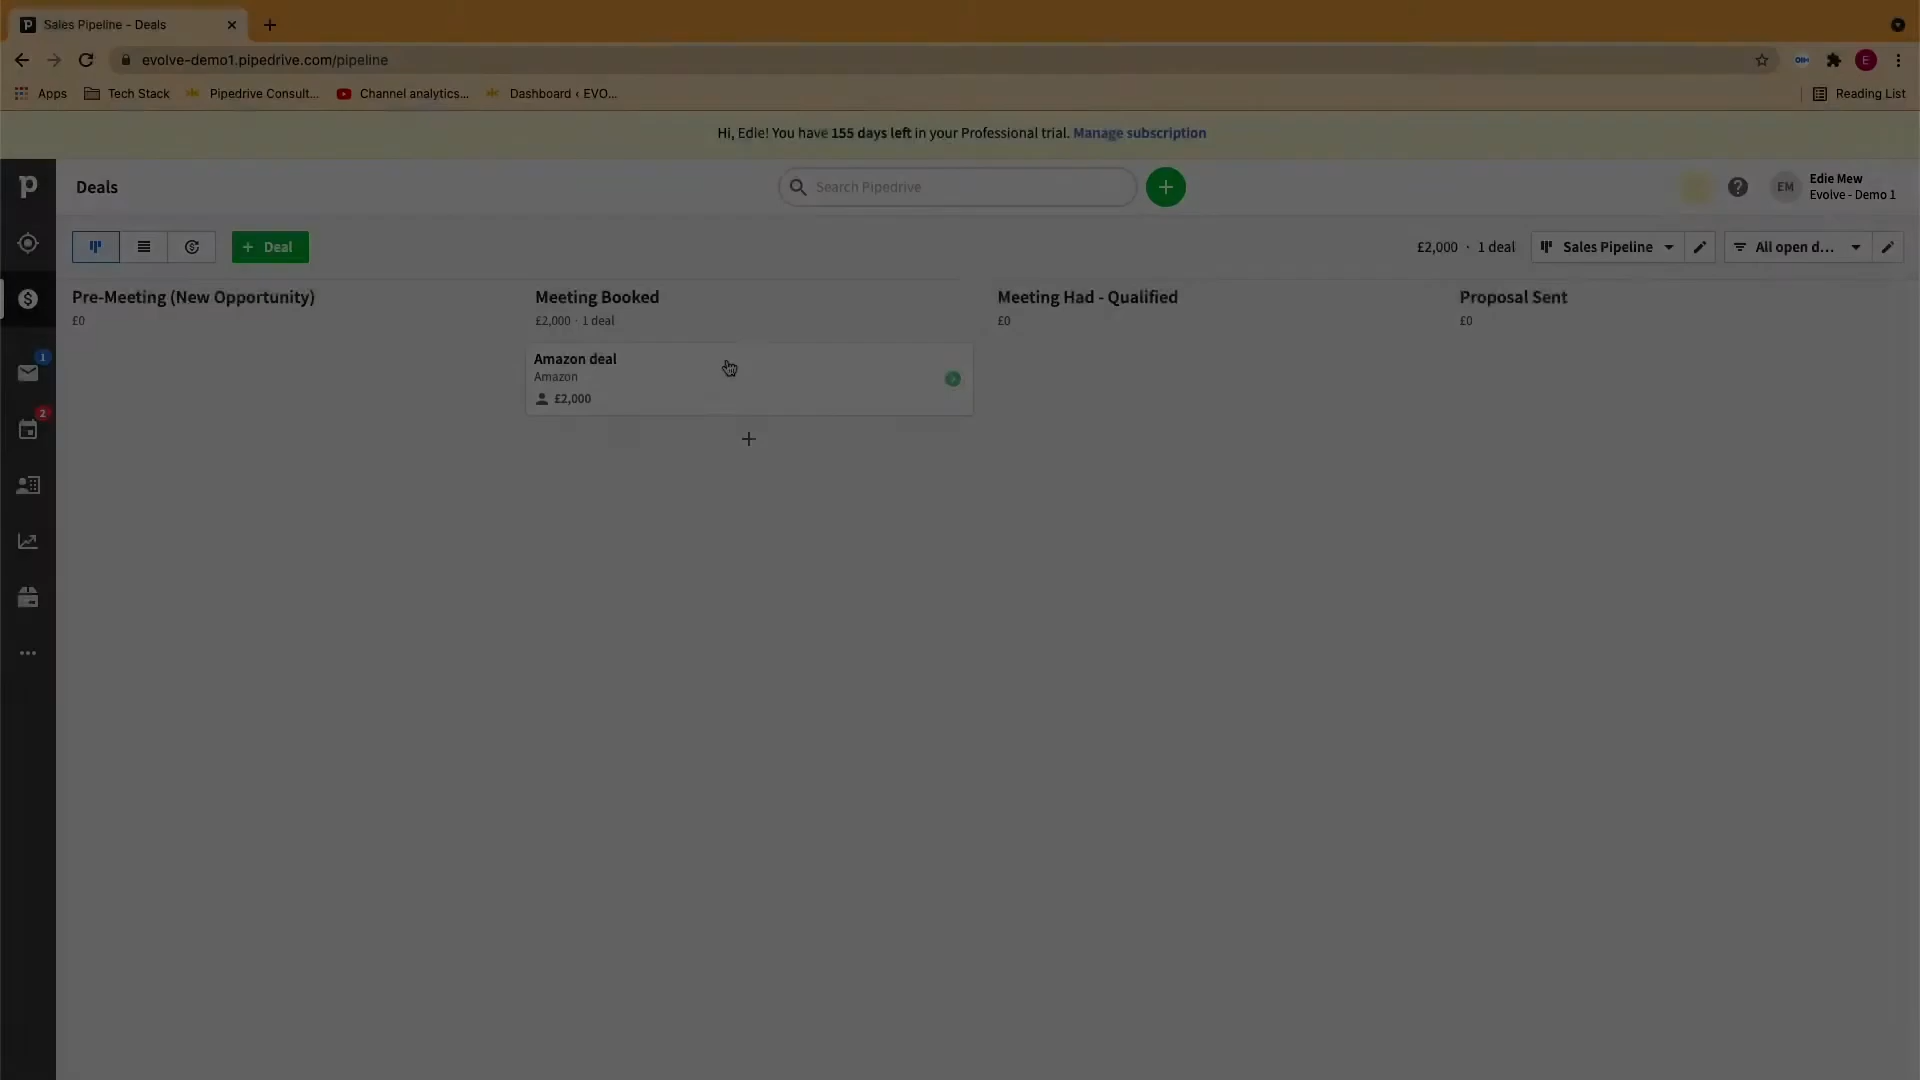 Sales Pipeline - Deals
evolve-demo1.pipedrive.com/pipeline
E
Apps
Tech Stack
Pipedrive Consult...
Channel analytics...
Dashboard ‹ EVO...
Reading List
Hi, Edie! You have 155 days left in your Professional trial. Manage subscription
Deals
Search Pipedrive
EM
Edie Mew
Evolve - Demo 1
+ Deal
£2,000 · 1 deal
Sales Pipeline
All open d...
Pre-Meeting (New Opportunity)
£0
Meeting Booked
£2,000 · 1 deal
Meeting Had - Qualified
£0
Proposal Sent
£0
1
2
Amazon deal
Amazon
£2,000